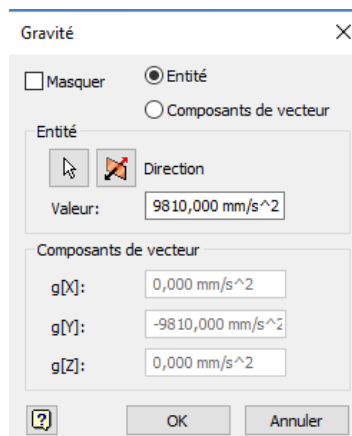 Gravité
Masquer
Entité
Composants de vecteur
Entité
Direction
Valeur: 9810,000 mm/s^2
Composants de vecteur
g[X]: 0,000 mm/s^2
g[Y]: -9810,000 mm/s^2
g[Z]: 0,000 mm/s^2
? OK Annuler